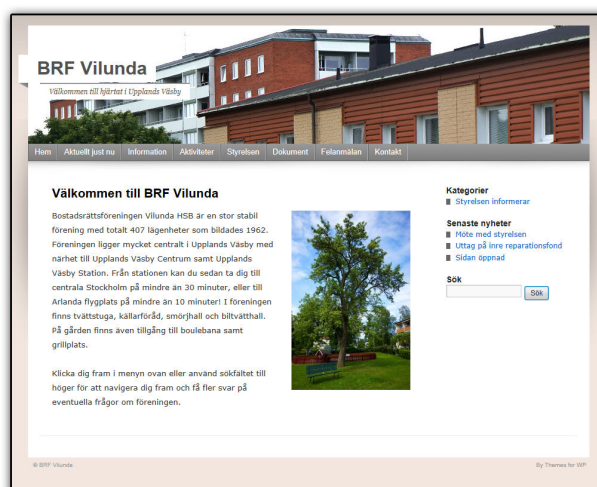 BRF Vilunda
Välkommen till hjärtat i Upplands Väsby
Hem Aktuellt just nu Information Aktiviteter Styrelsen Dokument Felanmälan Kontakt
Välkommen till BRF Vilunda
Bostadsrättsföreningen Vilunda HSB är en stor stabil
förening med totalt 407 lägenheter som bildades 1962.
Föreningen ligger mycket centralt i Upplands Väsby med
närhet till Upplands Väsby Centrum samt Upplands
Väsby Station. Från stationen kan du sedan ta dig till
centrala Stockholm på mindre än 30 minuter, eller till
Arlanda flygplats på mindre än 10 minuter! I föreningen
finns tvättstuga, källarföråd, smörjhall och biltvätthall.
På gården finns även tillgång till boulebana samt
grillplats.
Klicka dig fram i menyn ovan eller använd sökfältet till
höger för att navigera dig fram och få fler svar på
eventuella frågor om föreningen.
Kategorier
Styrelsen informerar
Senaste nyheter
Möte med styrelsen
Uttag på inre reparationsfond
Sidan öppnad
Sök
Sök
© BRF Vilunda
By Themes for WP